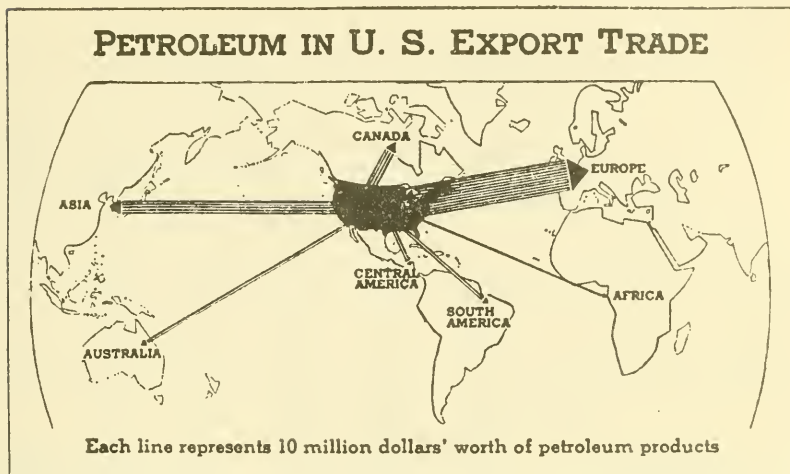 PETROLEUM IN U. S. EXPORT TRADE
CANADA
EUROPE
ASIA
CENTRAL
AMERICA
SOUTH
AMERICA
AFRICA
AUSTRALIA
Each line represents 10 million dollars' worth of petroleum products